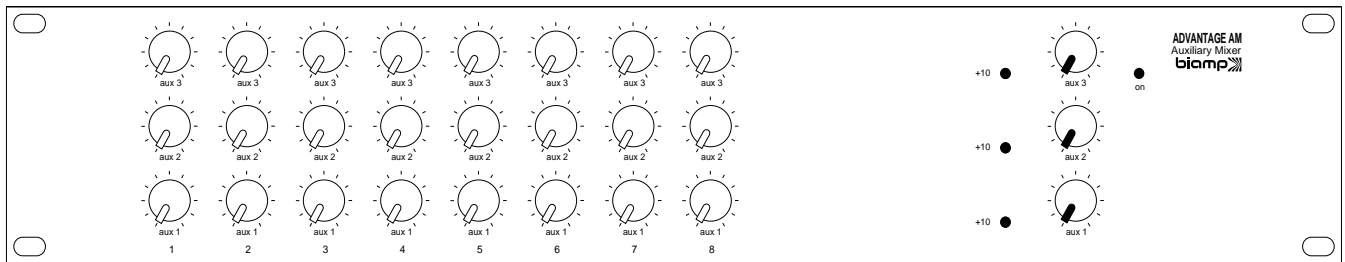 ADVANTAGE AM
Auxiliary Mixer
biamp
aux 3 aux 3 aux 3 aux 3 aux 3 aux 3 aux 3 aux 3 +10 aux 3 on
aux 2 aux 2 aux 2 aux 2 aux 2 aux 2 aux 2 aux 2 +10 aux 2
aux 1 aux 1 aux 1 aux 1 aux 1 aux 1 aux 1 aux 1 +10 aux 1
1 2 3 4 5 6 7 8